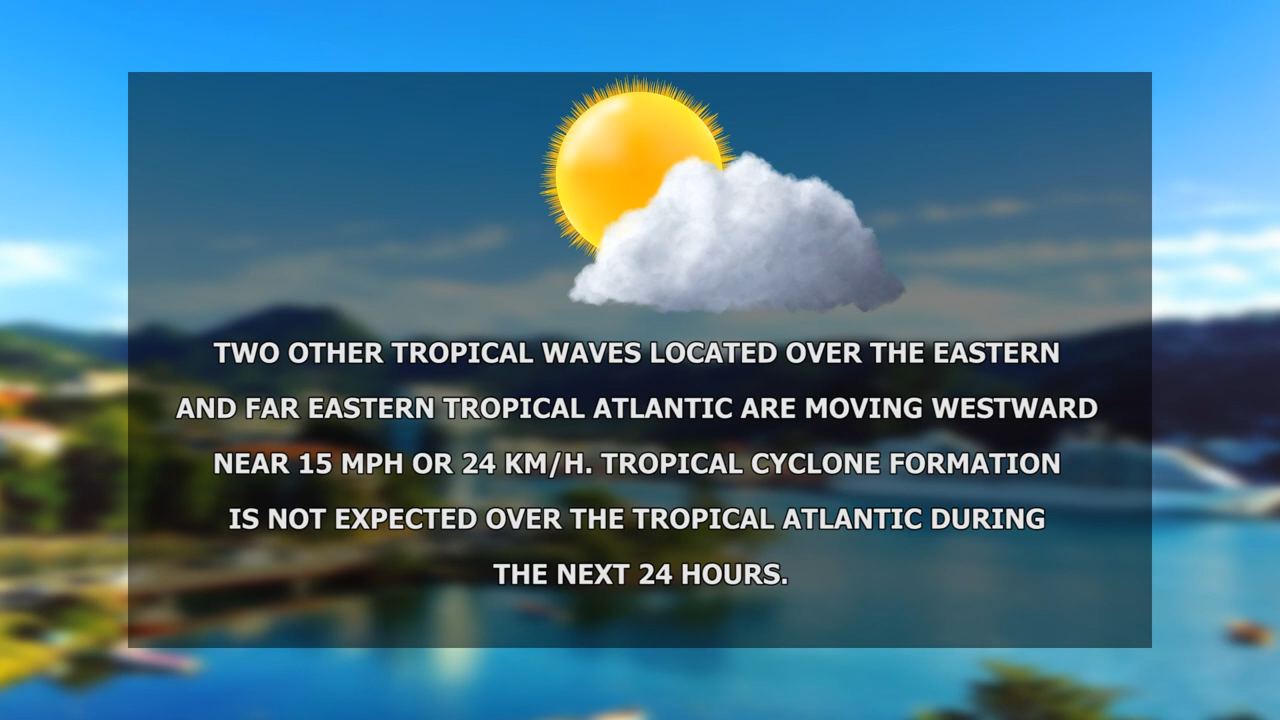 TWO OTHER TROPICAL WAVES LOCATED OVER THE EASTERN
AND FAR EASTERN TROPICAL ATLANTIC ARE MOVING WESTWARD
NEAR 15 MPH OR 24 KM/H. TROPICAL CYCLONE FORMATION
IS NOT EXPECTED OVER THE TROPICAL ATLANTIC DURING
THE NEXT 24 HOURS.